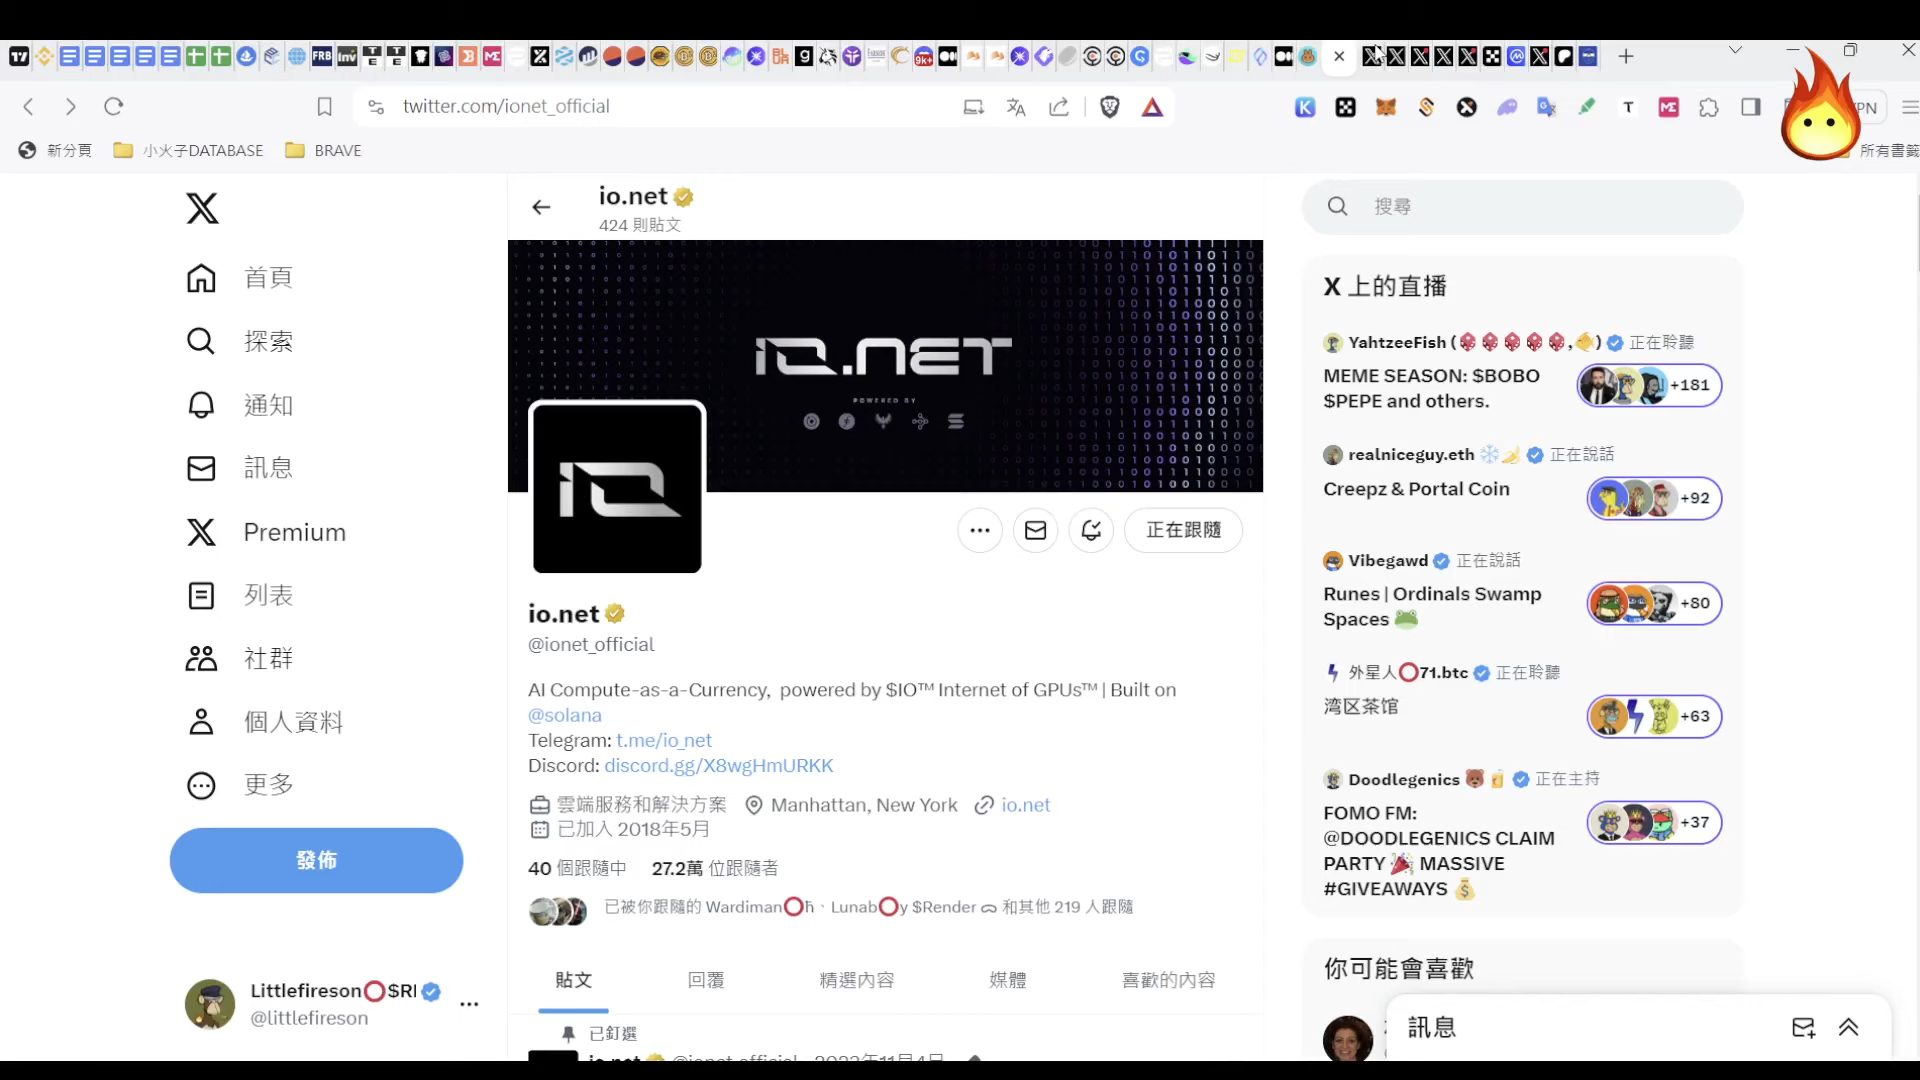 twitter.com/ionet_official
VPN
新分頁
小火子DATABASE
BRAVE
所有書籤
首頁
探索
通知
訊息
Premium
列表
社群
個人資料
更多
發佈
Littlefireson⭕$RI
@littlefireson
io.net
424 則貼文
IO.NET
POWERED BY
IO
正在跟隨
io.net
@ionet_official
AI Compute-as-a-Currency, powered by $IO™ Internet of GPUs™ | Built on
@solana
Telegram: t.me/io_net
Discord: discord.gg/X8wgHmURKK
雲端服務和解決方案 Manhattan, New York io.net
已加入 2018年5月
40 個跟隨中 27.2萬 位跟隨者
已被你跟隨的 Wardiman⭕ħ、Lunab⭕y $Render 和其他 219 人跟隨
貼文 回覆 精選內容 媒體 喜歡的內容
已釘選
io.net @ionet_official
搜尋
X 上的直播
YahtzeeFish (🎲🎲🎲🎲🎲,🐠) 正在聆聽
MEME SEASON: $BOBO
$PEPE and others.
+181
realniceguy.eth ❄️🍌 正在說話
Creepz & Portal Coin
+92
Vibegawd 正在說話
Runes | Ordinals Swamp
Spaces 🐸
+80
外星人⭕71.btc 正在聆聽
湾区茶馆
+63
Doodlegenics 🐻🍺 正在主持
FOMO FM:
@DOODLEGENICS CLAIM
PARTY 🎉 MASSIVE
#GIVEAWAYS 💰
+37
你可能會喜歡
訊息